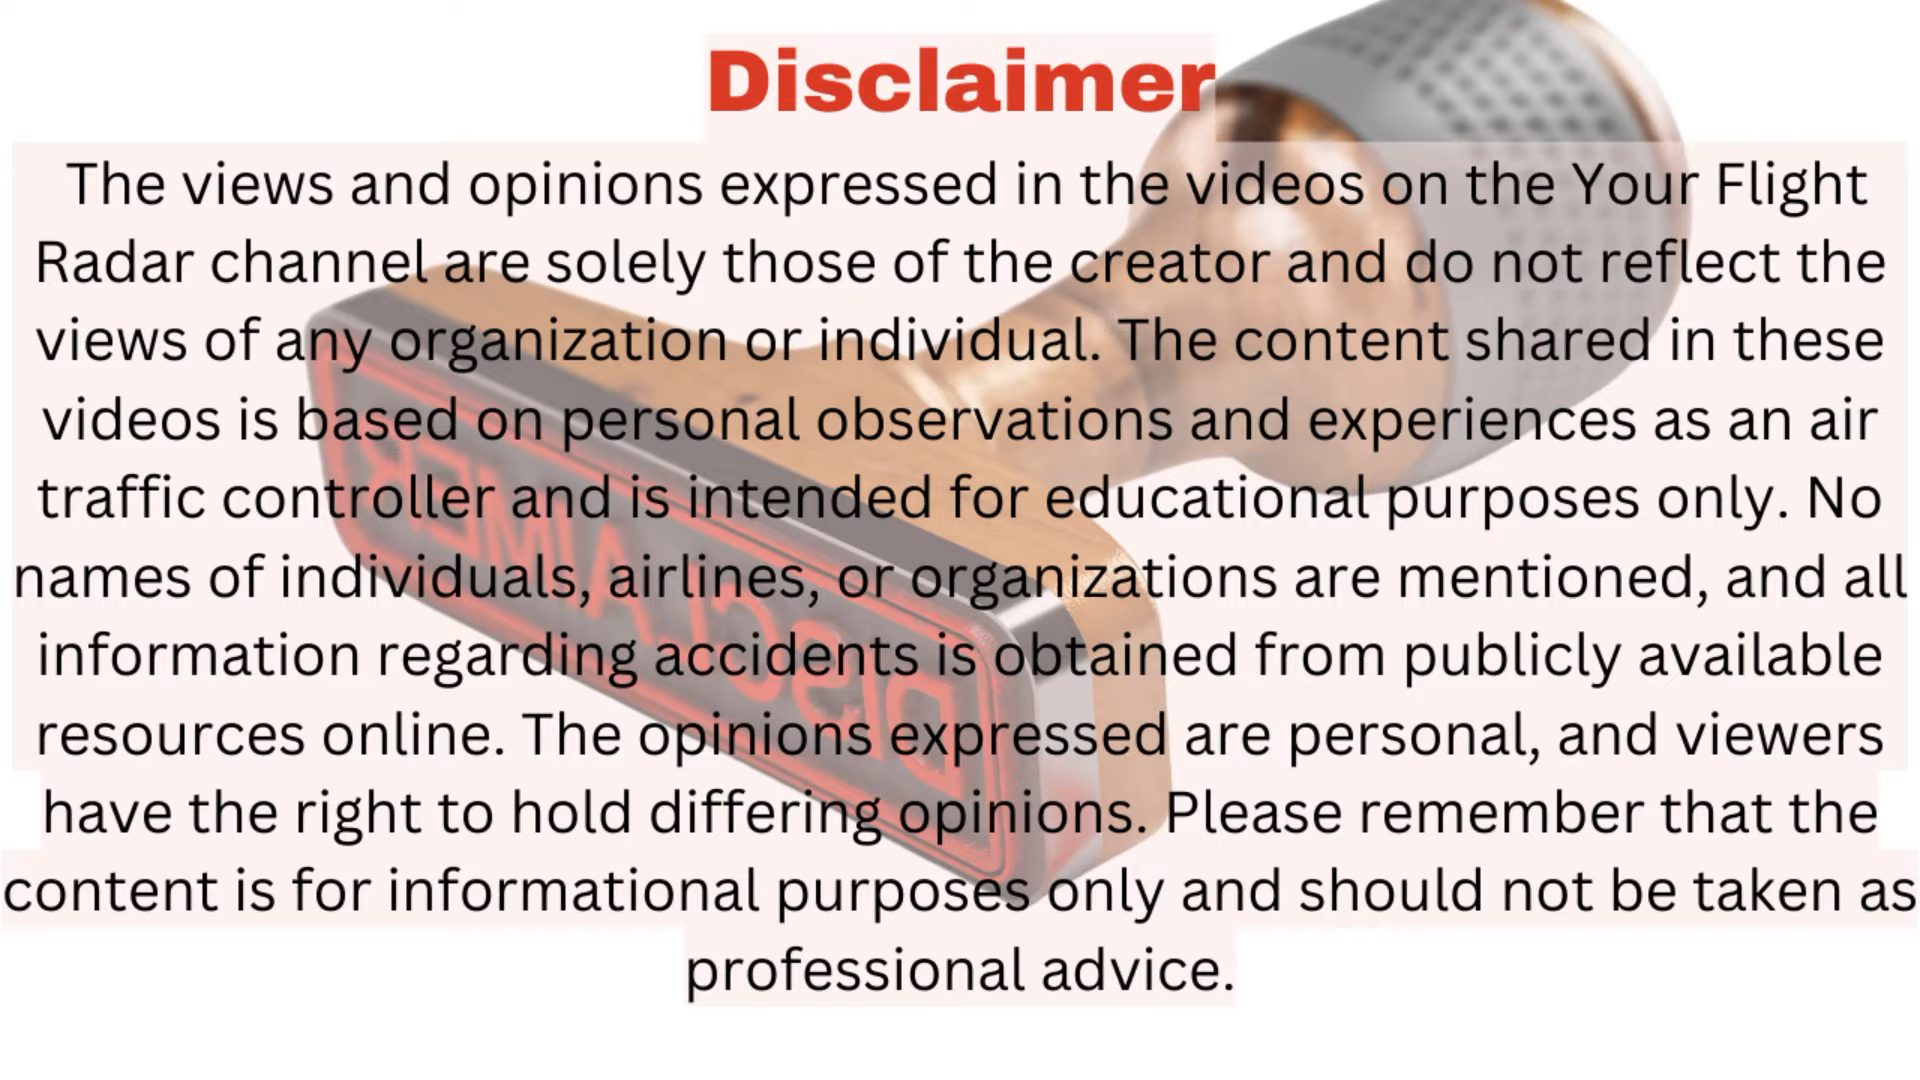 Disclaimer
The views and opinions expressed in the videos on the Your Flight
Radar channel are solely those of the creator and do not reflect the
views of any organization or individual. The content shared in these
videos is based on personal observations and experiences as an air
traffic controller and is intended for educational purposes only. No
names of individuals, airlines, or organizations are mentioned, and all
information regarding accidents is obtained from publicly available
resources online. The opinions expressed are personal, and viewers
have the right to hold differing opinions. Please remember that the
content is for informational purposes only and should not be taken as
professional advice.
DISCLAIMER